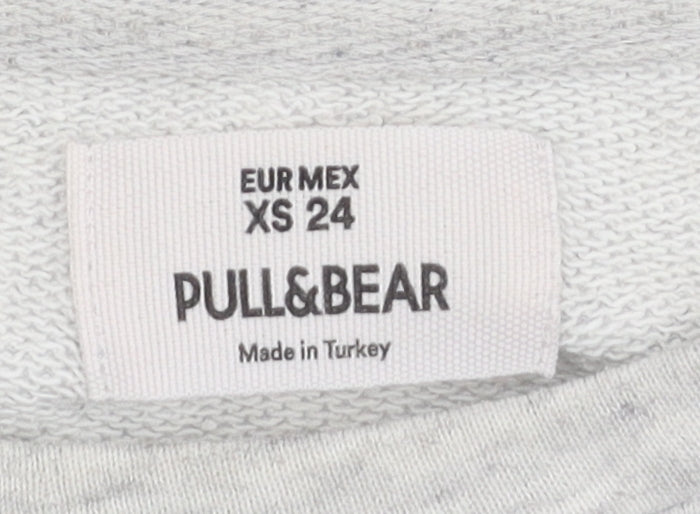 EUR MEX
XS 24
PULL&BEAR
Made in Turkey